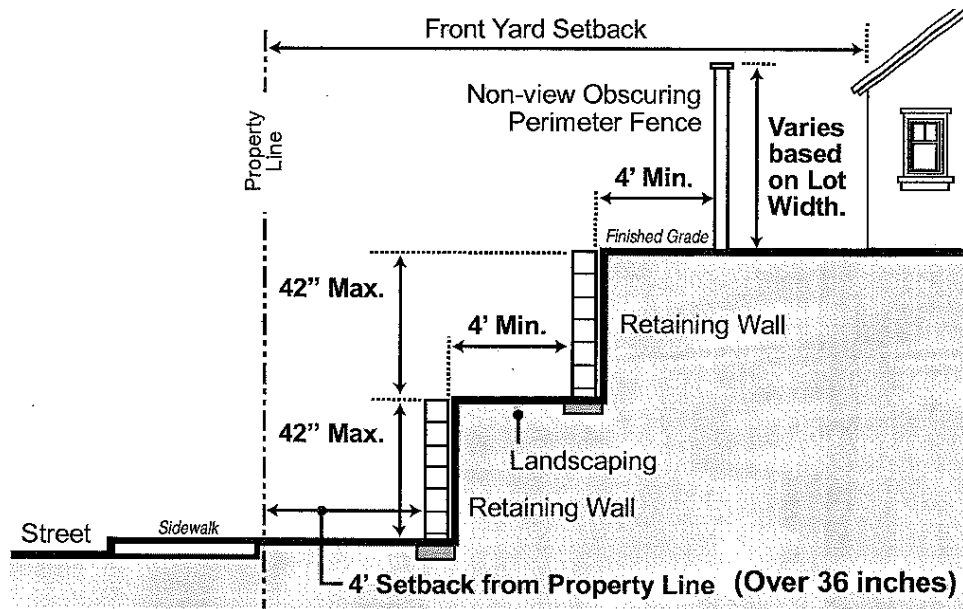 Front Yard Setback
Property
Line
Non-view Obscuring
Perimeter Fence
Varies
based
on Lot
Width.
4' Min.
Finished Grade
42” Max.
4' Min.
Retaining Wall
42” Max.
Landscaping
Retaining Wall
Street
Sidewalk
4' Setback from Property Line (Over 36 inches)